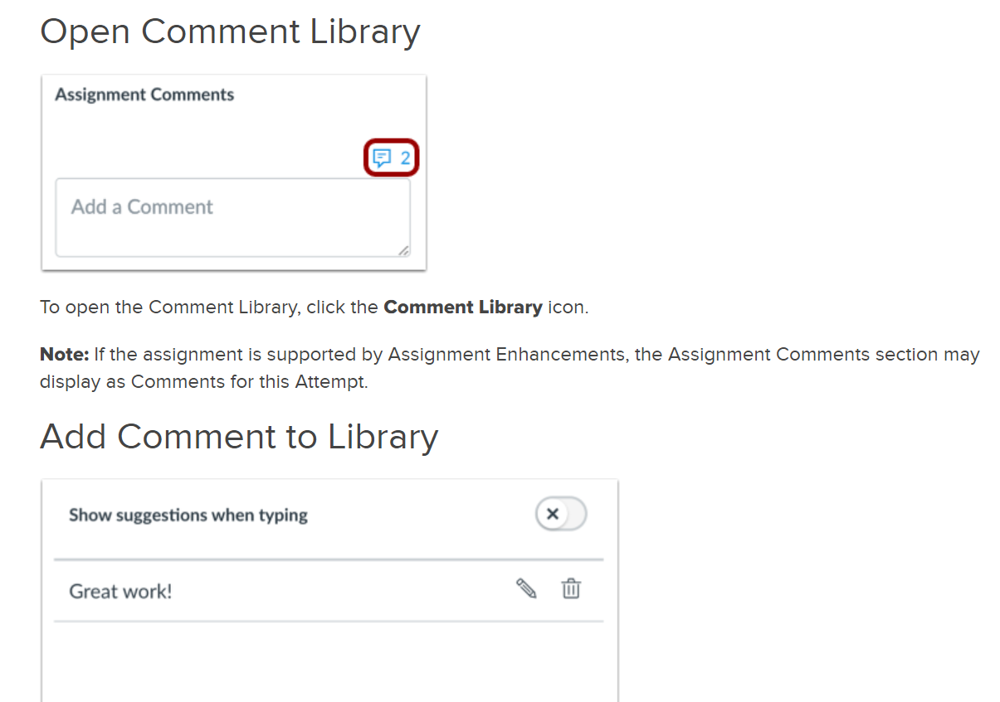 Open Comment Library
Assignment Comments
2
Add a Comment
To open the Comment Library, click the Comment Library icon.
Note: If the assignment is supported by Assignment Enhancements, the Assignment Comments section may
display as Comments for this Attempt.
Add Comment to Library
Show suggestions when typing
Great work!